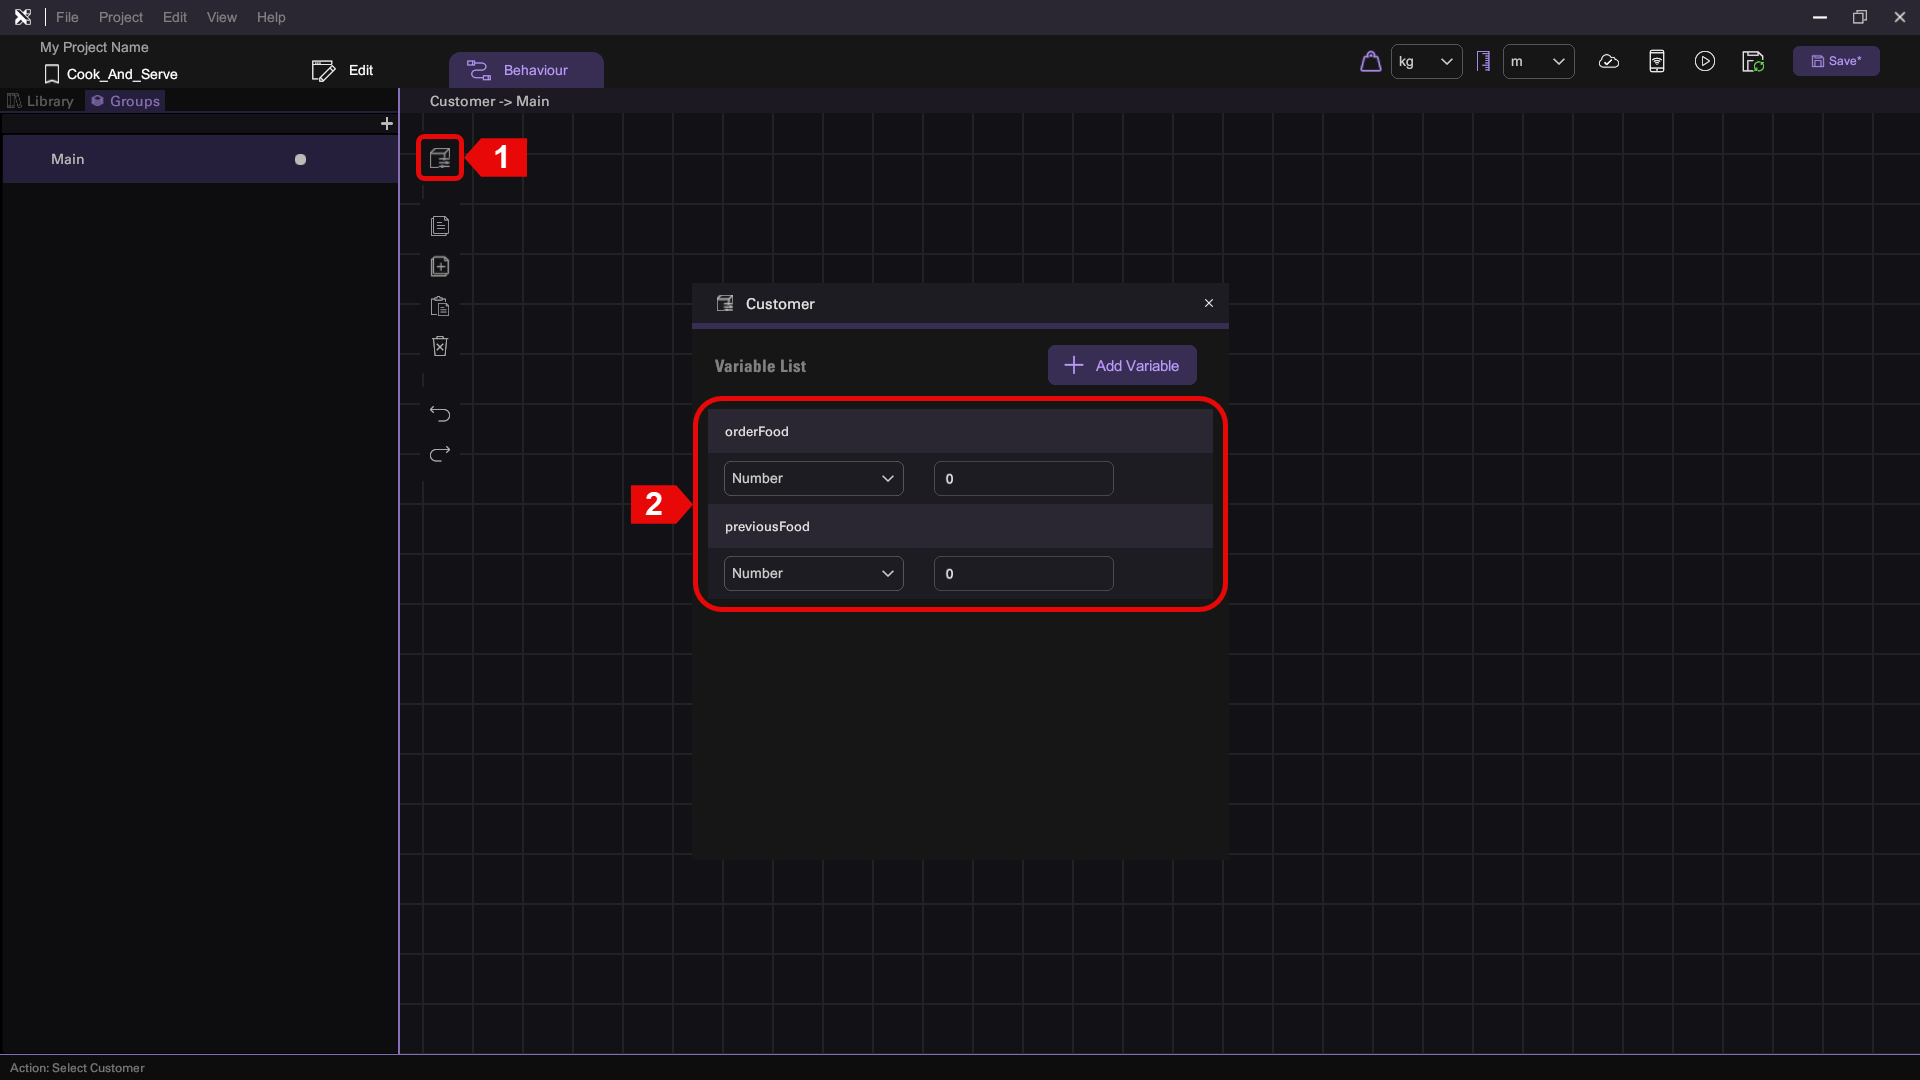 File Project Edit View Help
My Project Name
Cook_And_Serve
Edit
Behaviour
kg
m
Save*
Library
Groups
Customer -> Main
Main
1
Customer
Variable List
Add Variable
orderFood
Number
0
2
previousFood
Number
0
Action: Select Customer